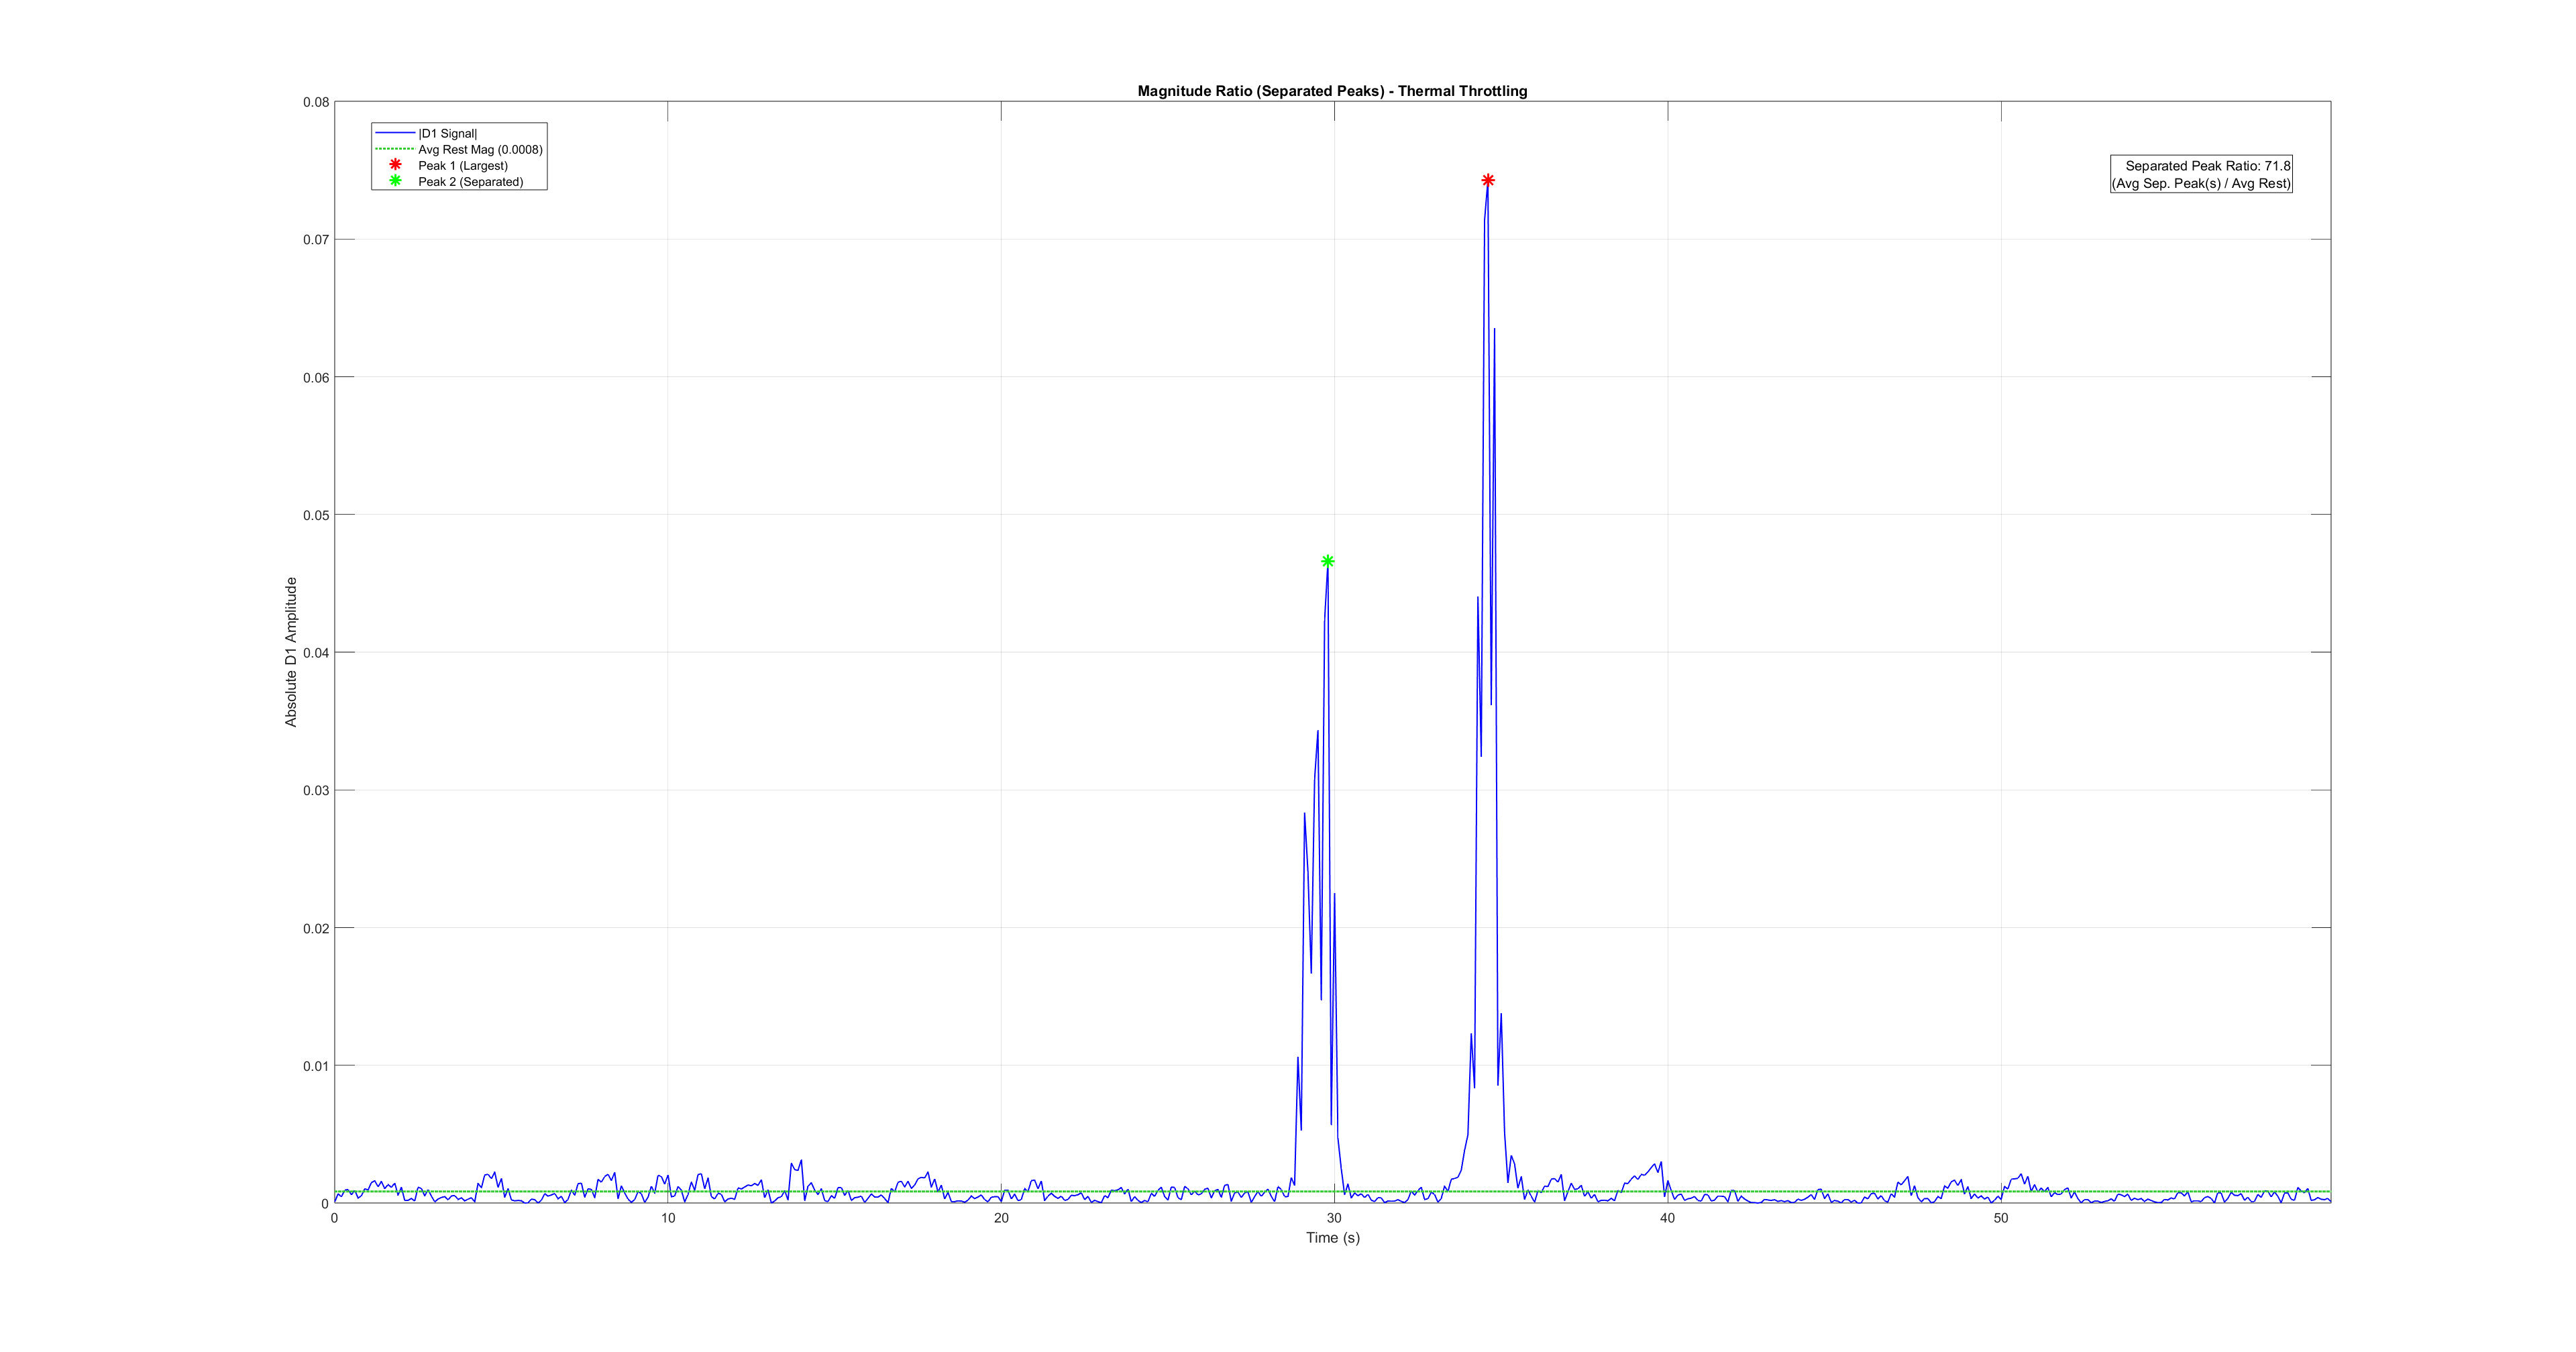 Magnitude Ratio (Separated Peaks) - Thermal Throttling
|D1 Signal|
Avg Rest Mag (0.0008)
Peak 1 (Largest)
Peak 2 (Separated)
Separated Peak Ratio: 71.8
(Avg Sep. Peak(s) / Avg Rest)
Absolute D1 Amplitude
0.08
0.07
0.06
0.05
0.04
0.03
0.02
0.01
0
0 10 20 30 40 50
Time (s)